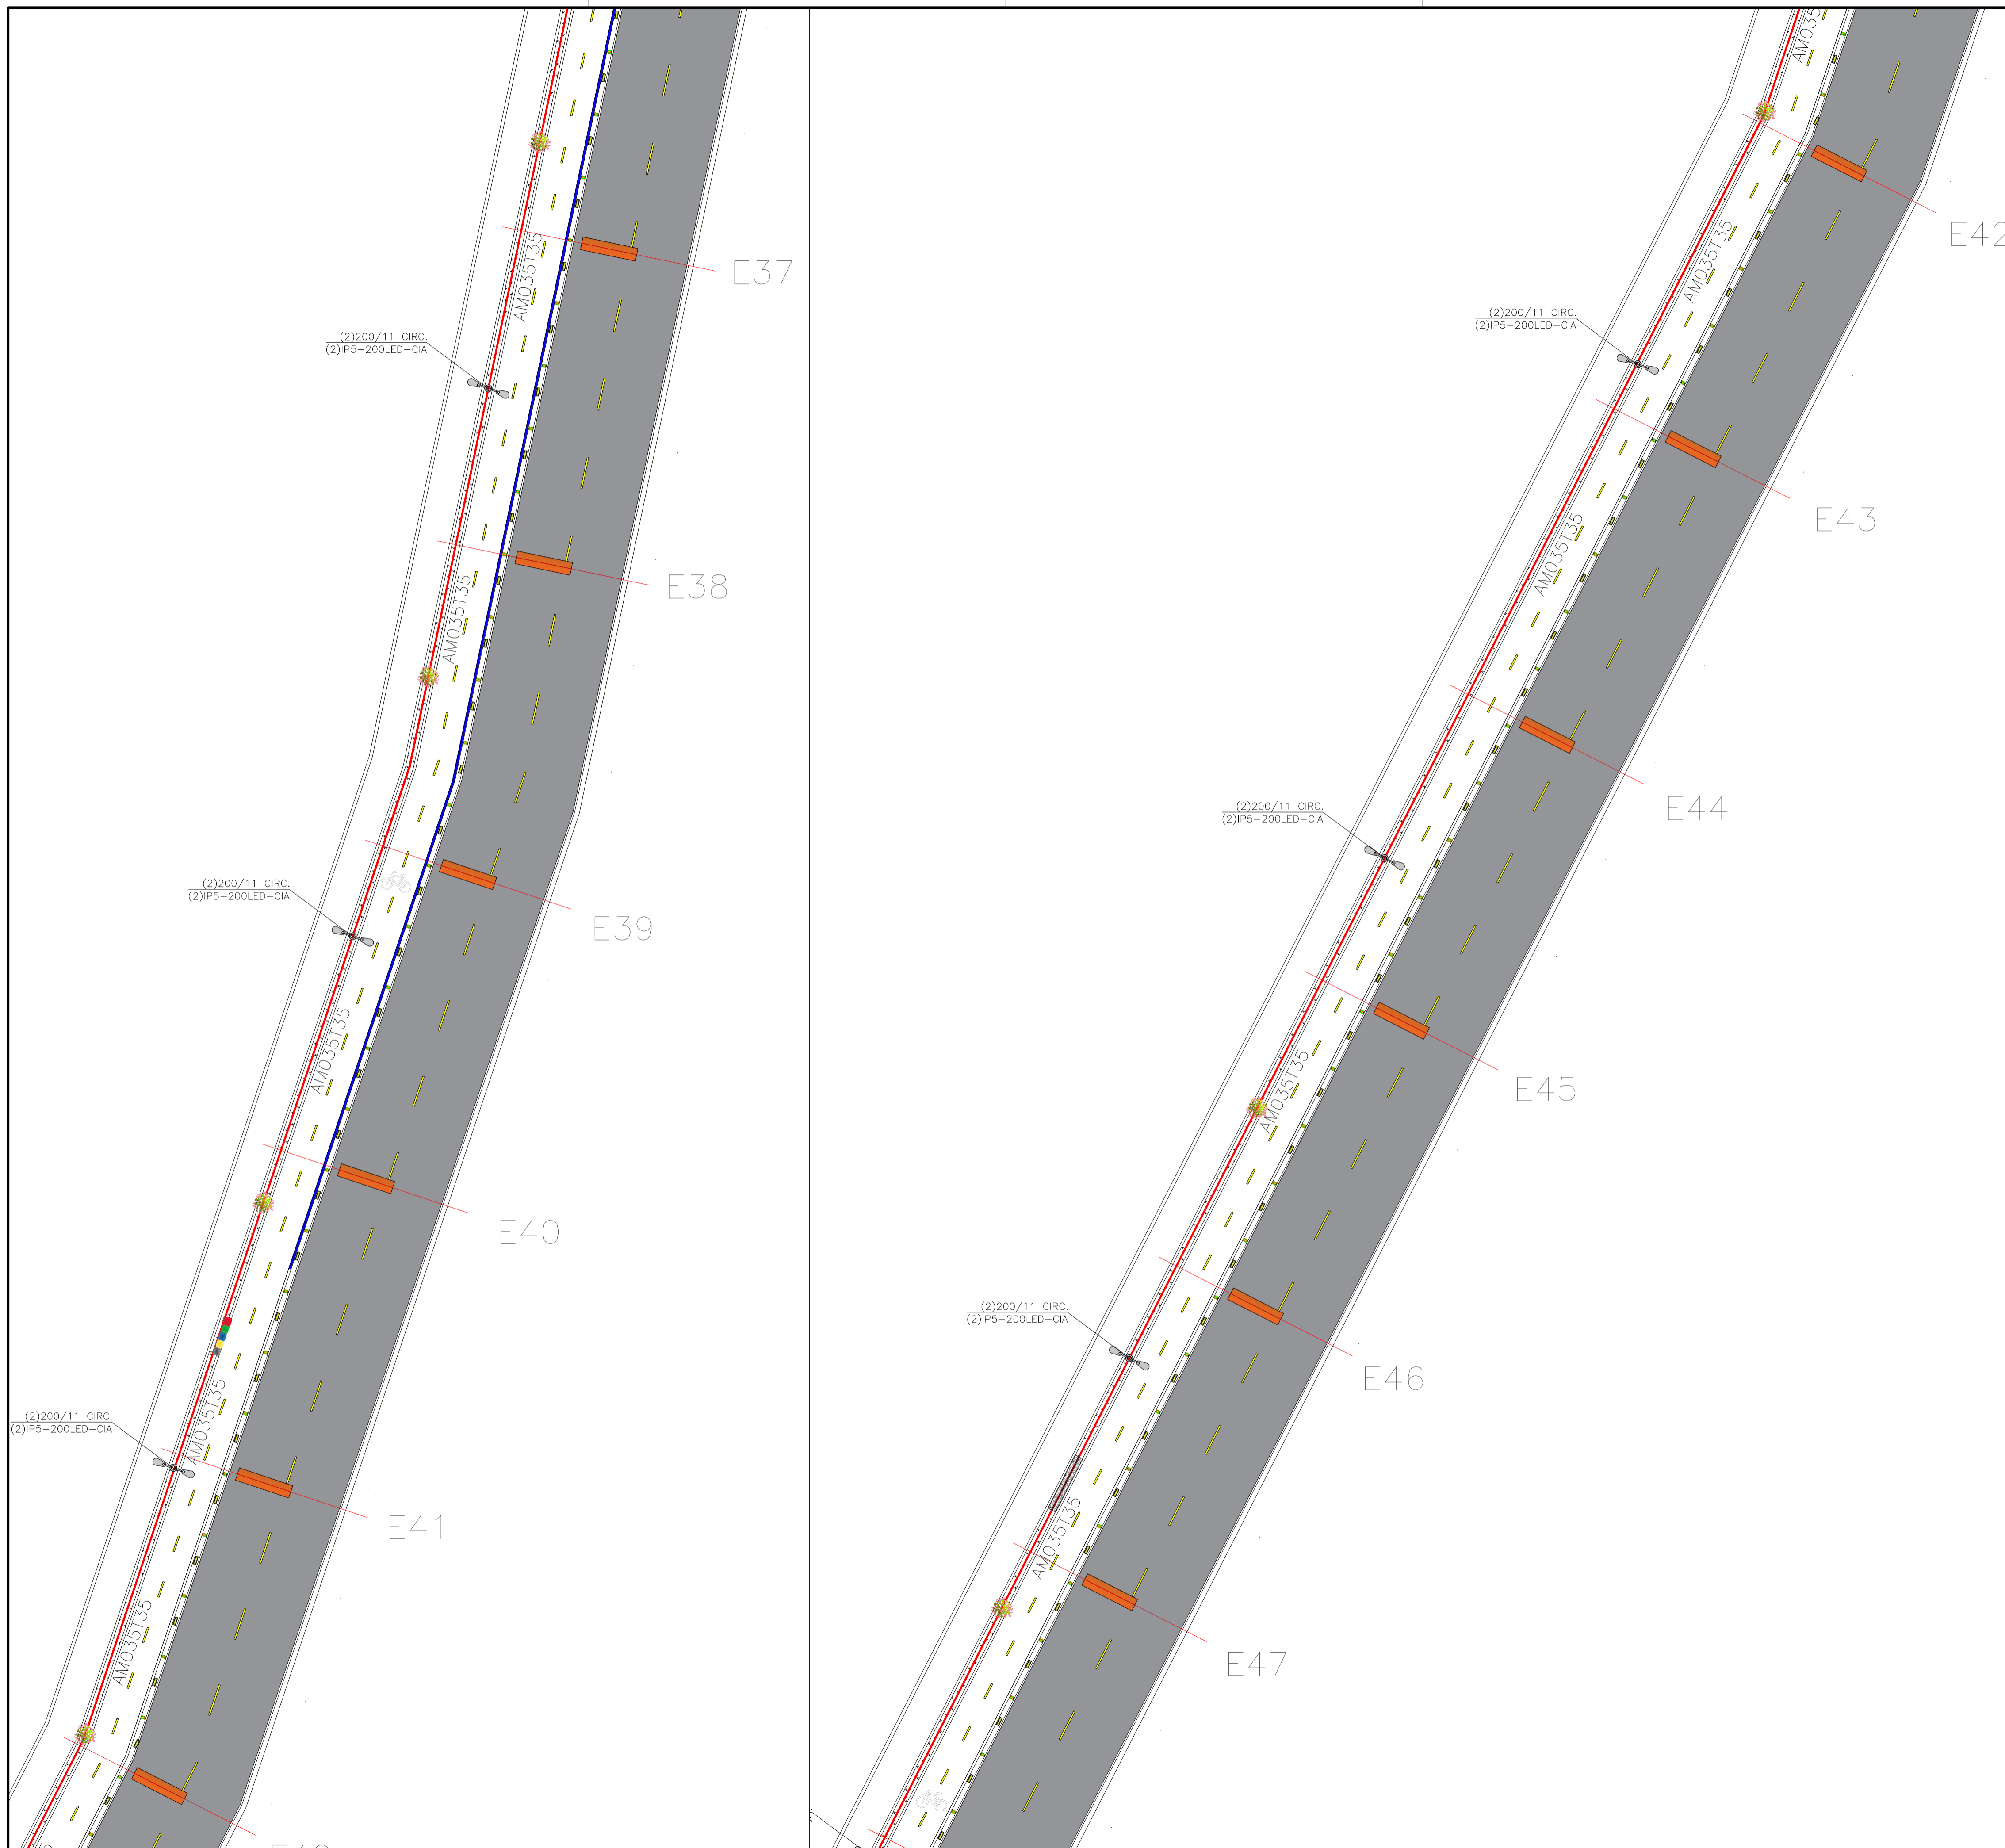 E37
AM035T35
(2)200/11 CIRC.
(2)IP5-200LED-CIA
E38
AM035T35
E39
(2)200/11 CIRC.
(2)IP5-200LED-CIA
AM035T35
E40
AM035T35
(2)200/11 CIRC.
(2)IP5-200LED-CIA
E41
AM035T35
AM035
E42
AM035T35
(2)200/11 CIRC.
(2)IP5-200LED-CIA
E43
AM035T35
E44
(2)200/11 CIRC.
(2)IP5-200LED-CIA
E45
AM035T35
(2)200/11 CIRC.
(2)IP5-200LED-CIA
E46
AM035T35
E47